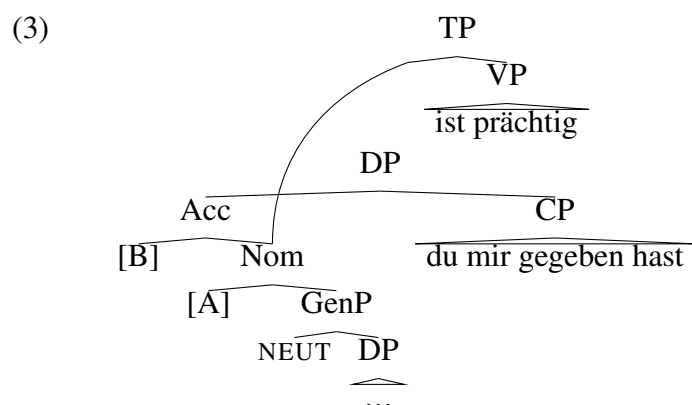 (3)
TP
VP
ist prächtig
DP
Acc CP
[B] Nom du mir gegeben hast
[A] GenP
NEUT DP
...